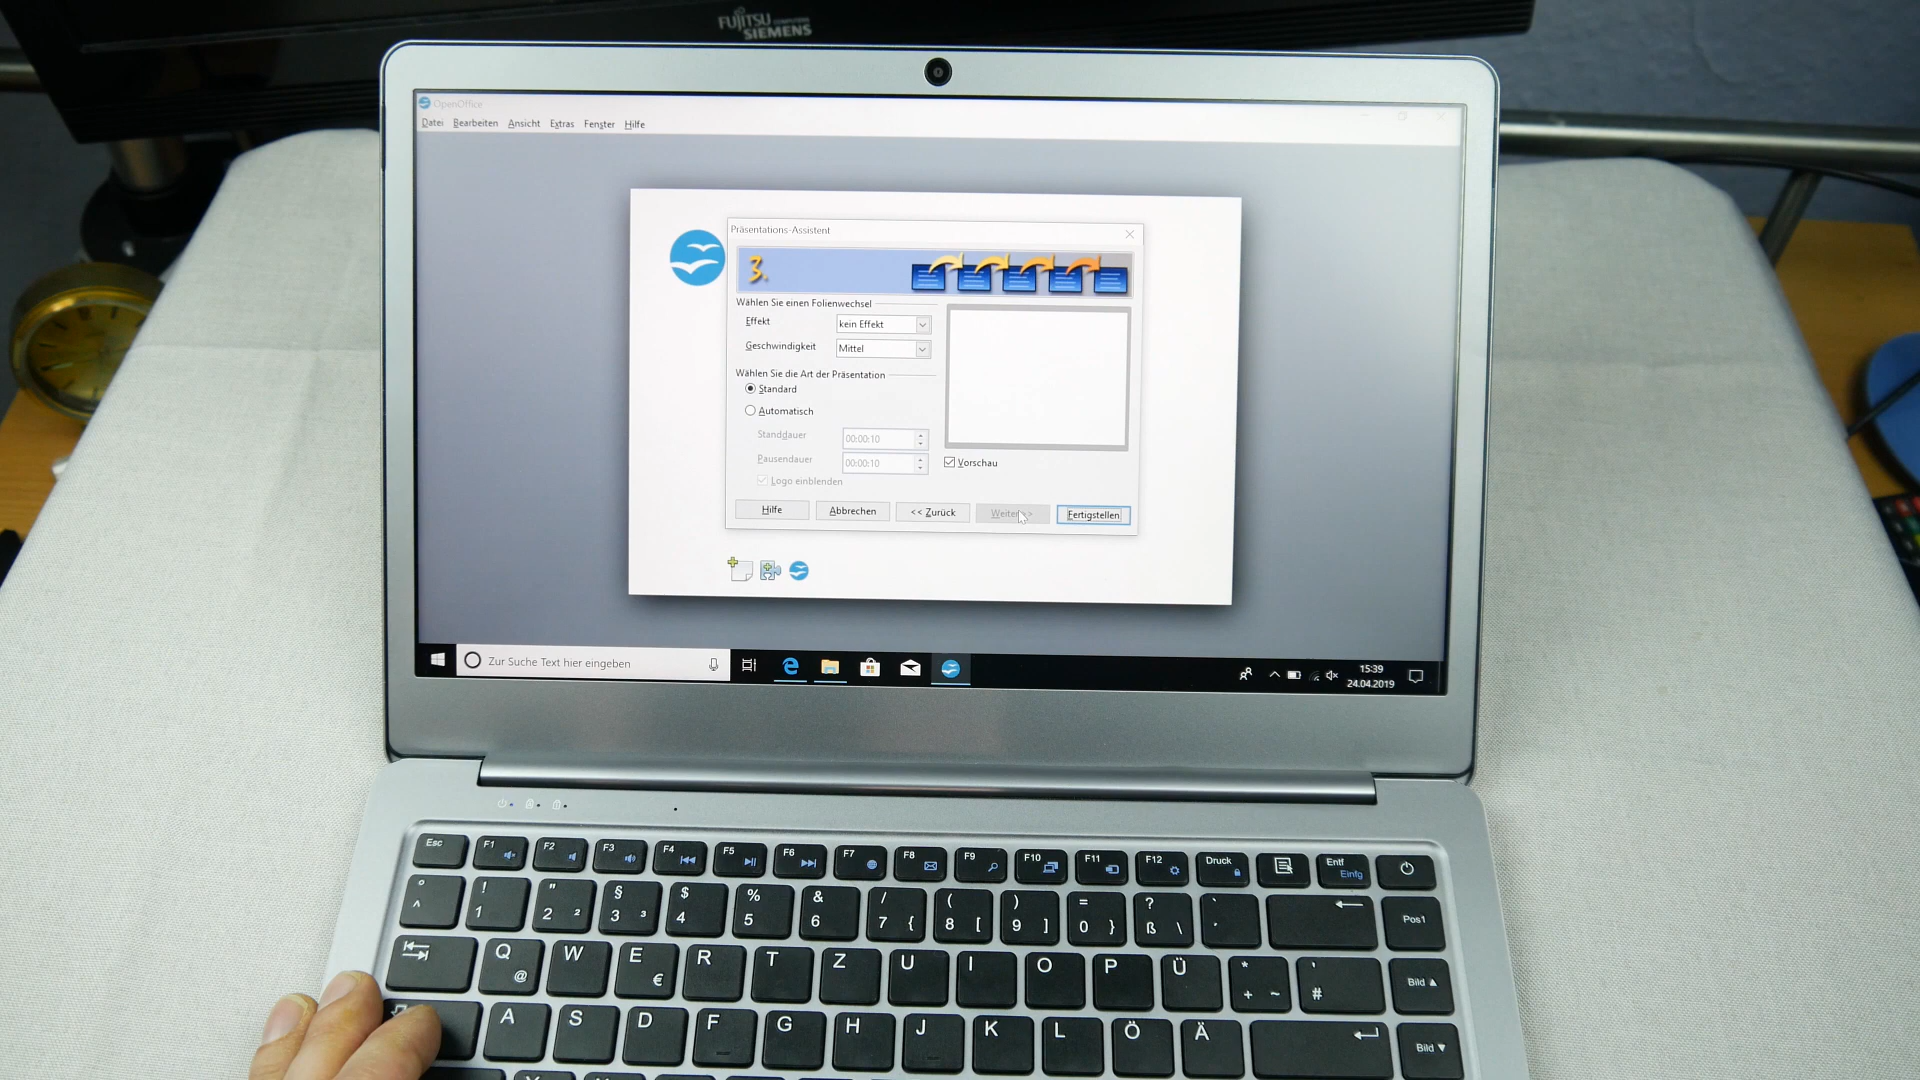 FUJITSU COMPUTERS
SIEMENS
OpenOffice
Datei Bearbeiten Ansicht Extras Fenster Hilfe
Präsentations-Assistent
3.
Wählen Sie einen Folienwechsel
Effekt kein Effekt
Geschwindigkeit Mittel
Wählen Sie die Art der Präsentation
Standard
Automatisch
Standdauer 00:00:10
Pausendauer 00:00:10
Logo einblenden
Vorschau
Hilfe Abbrechen << Zurück Weiter >> Fertigstellen
Zur Suche Text hier eingeben
15:39
24.04.2019
Esc F1 F2 F3 F4 F5 F6 F7 F8 F9 F10 F11 F12 Druck Entf Einfg
° ^ ! 1 " 2 ² § 3 ³ $ 4 % 5 & 6 / 7 { ( 8 [ ) 9 ] = 0 } ? ß \ ` ´ Pos1
Q @ W E € R T Z U I O P Ü * + ~ ' # Bild ▲
A S D F G H J K L Ö Ä Bild ▼